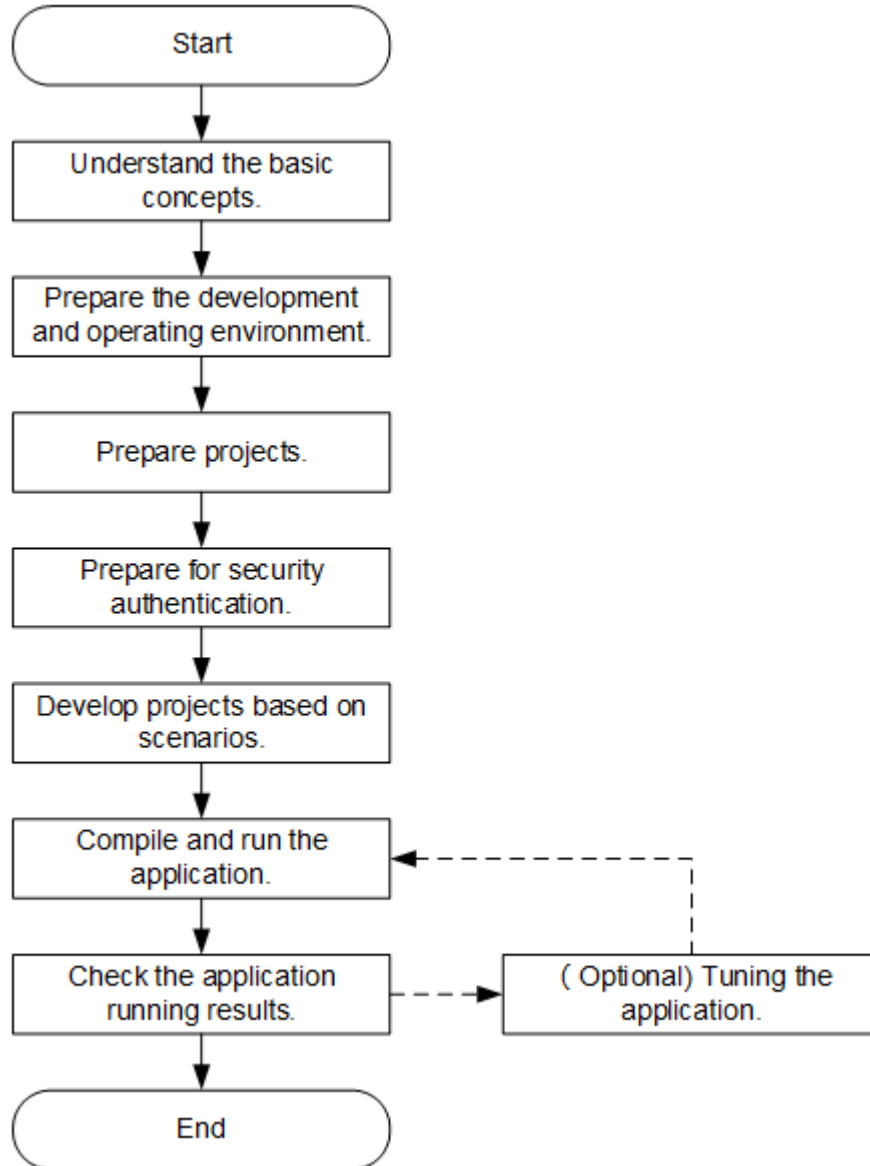 Start
Understand the basic
concepts.
Prepare the development
and operating environment.
Prepare projects.
Prepare for security
authentication.
Develop projects based on
scenarios.
Compile and run the
application.
Check the application
running results.
( Optional) Tuning the
application.
End